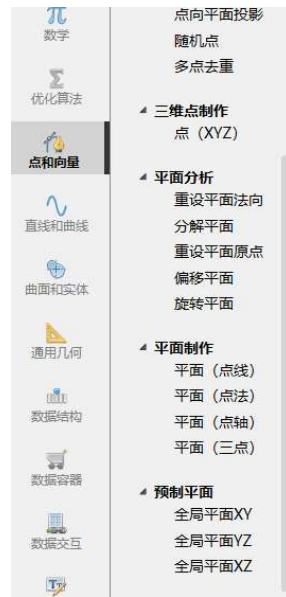 数学
优化算法
点和向量
直线和曲线
曲面和实体
通用几何
数据结构
数据容器
数据交互
点向平面投影
随机点
多点去重
三维点制作
点（XYZ）
平面分析
重设平面法向
分解平面
重设平面原点
偏移平面
旋转平面
平面制作
平面（点线）
平面（点法）
平面（点轴）
平面（三点）
预制平面
全局平面XY
全局平面YZ
全局平面XZ